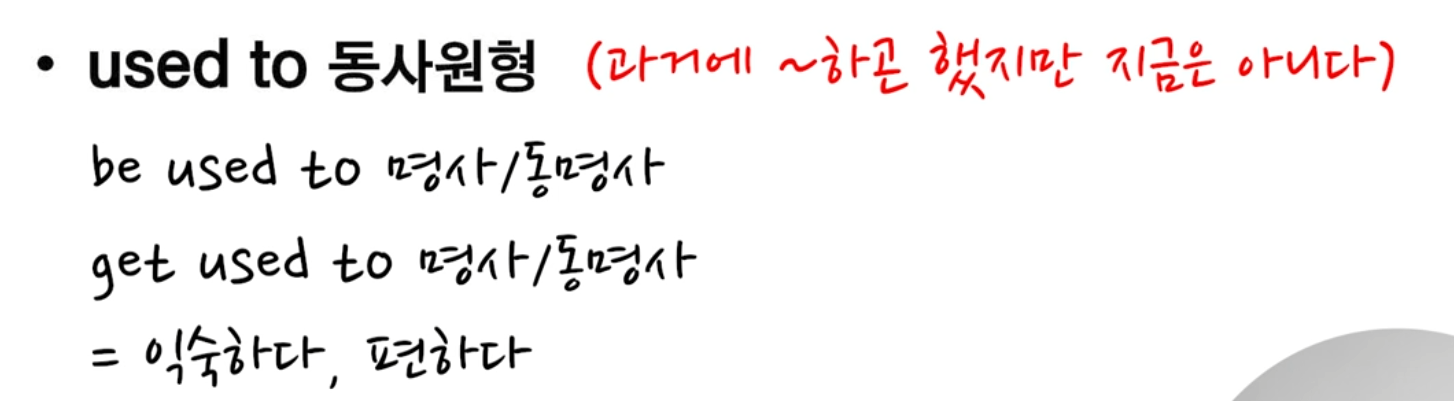 • used to 동사원형 (과거에 ~하곤 했지만 지금은 아니다)
be used to 명사/동명사
get used to 명사/동명사
= 익숙하다, 편하다